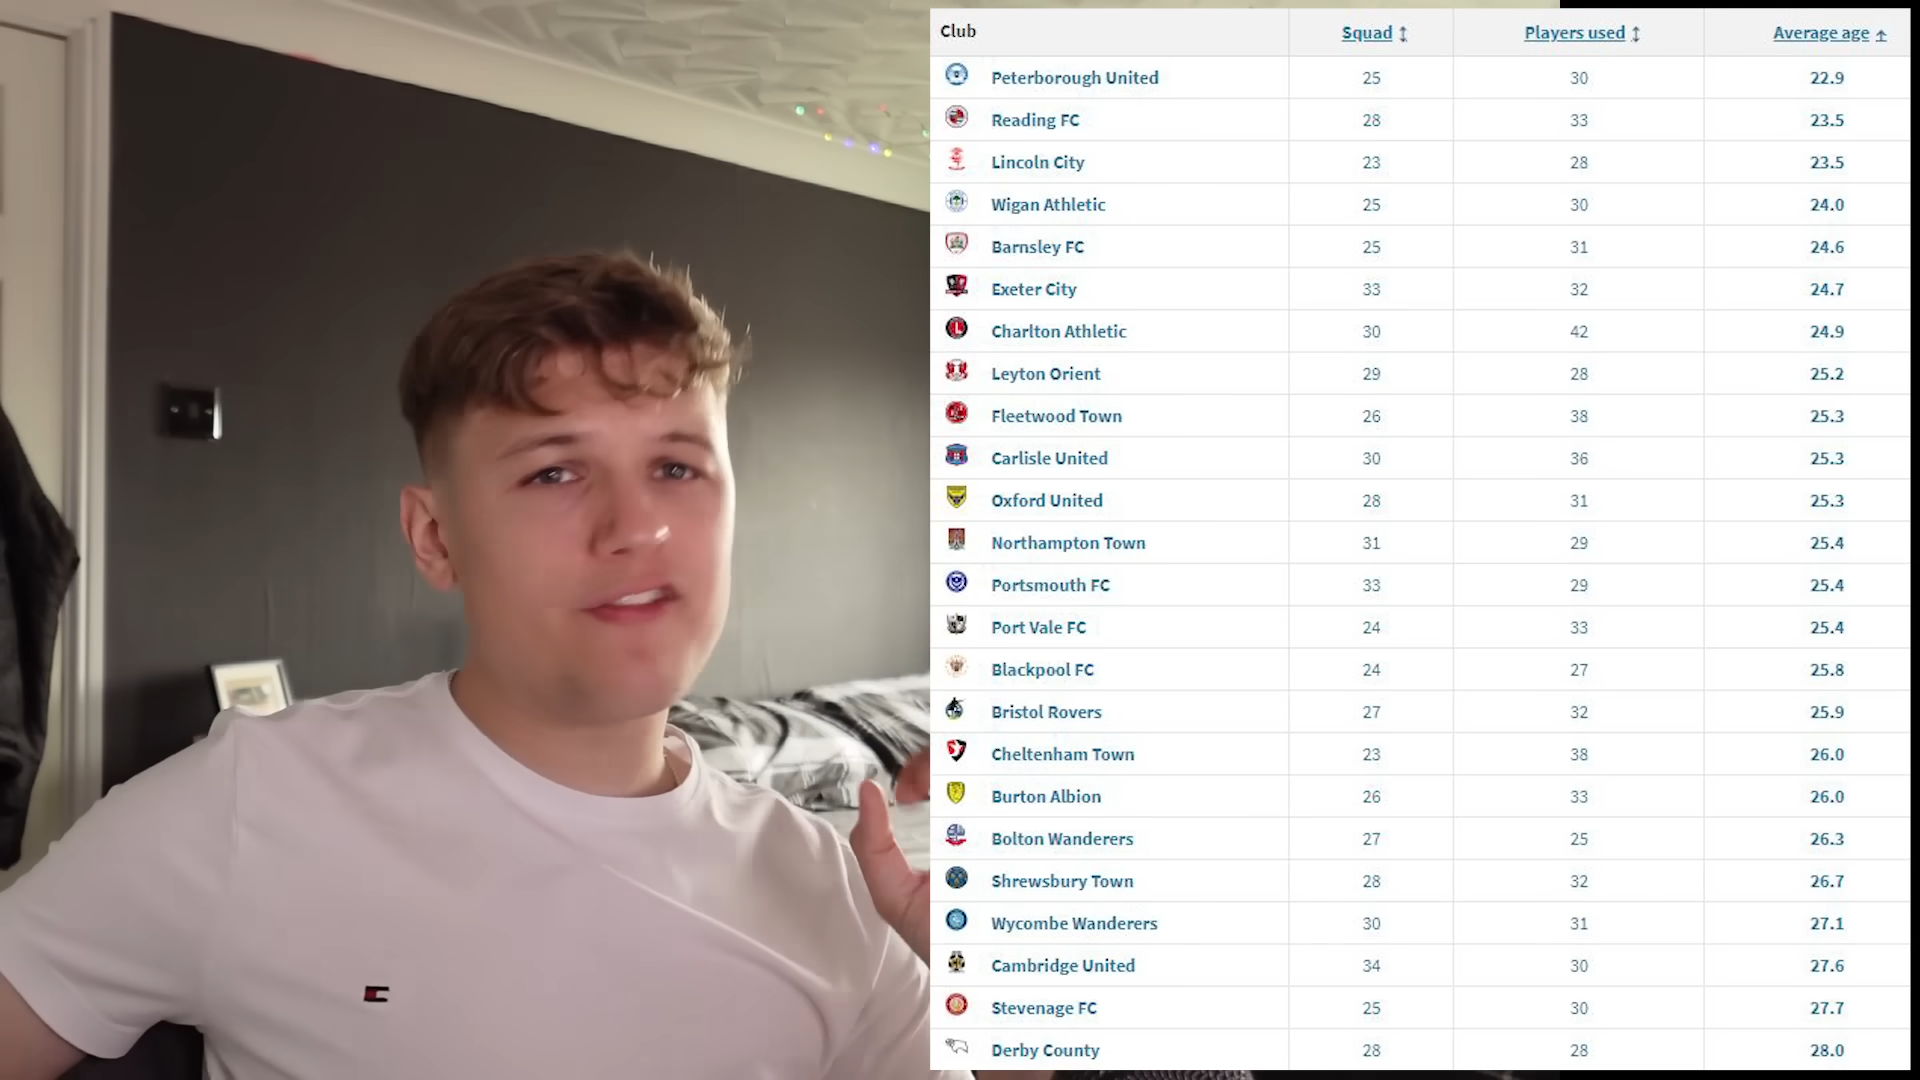 Club Squad ↕ Players used ↕ Average age ↑
Peterborough United 25 30 22.9
Reading FC 28 33 23.5
Lincoln City 23 28 23.5
Wigan Athletic 25 30 24.0
Barnsley FC 25 31 24.6
Exeter City 33 32 24.7
Charlton Athletic 30 42 24.9
Leyton Orient 29 28 25.2
Fleetwood Town 26 38 25.3
Carlisle United 30 36 25.3
Oxford United 28 31 25.3
Northampton Town 31 29 25.4
Portsmouth FC 33 29 25.4
Port Vale FC 24 33 25.4
Blackpool FC 24 27 25.8
Bristol Rovers 27 32 25.9
Cheltenham Town 23 38 26.0
Burton Albion 26 33 26.0
Bolton Wanderers 27 25 26.3
Shrewsbury Town 28 32 26.7
Wycombe Wanderers 30 31 27.1
Cambridge United 34 30 27.6
Stevenage FC 25 30 27.7
Derby County 28 28 28.0